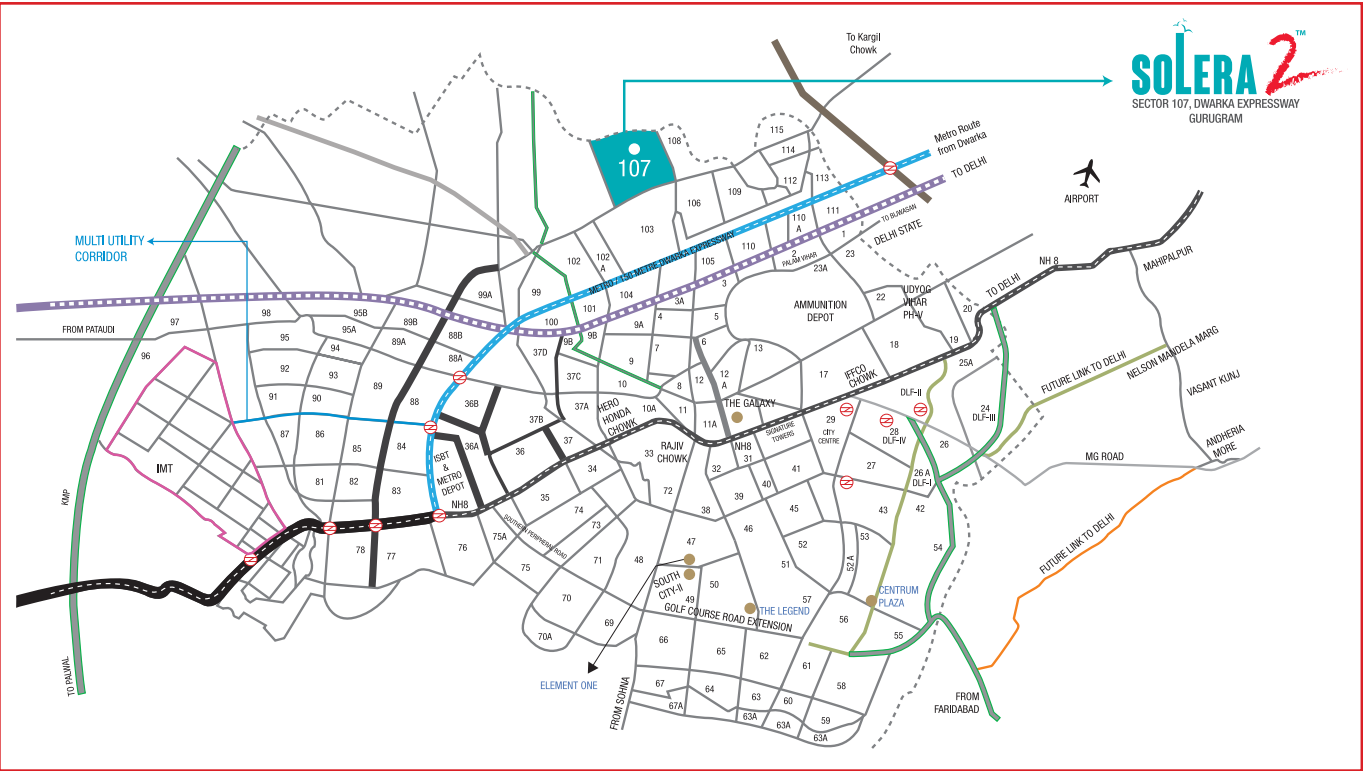 SOLERA 2™
SECTOR 107, DWARKA EXPRESSWAY
GURUGRAM
To Kargil
Chowk
Metro Route
from Dwarka
TO DELHI
AIRPORT
107
108
115
114
112
113
109
106
103
111
110
A
110
105
TO BIJWASAN
DELHI STATE
1
2
PALAM VIHAR
23
23A
METRO / 150 METRE DWARKA EXPRESSWAY
MULTI UTILITY
CORRIDOR
102
102
A
104
101
99
99A
100
3
3A
4
5
9A
9B
9B
6
7
8
9
10
10A
11
11A
12
12
A
13
AMMUNITION
DEPOT
22
UDYOG
VIHAR
PH-V
20
19
18
17
IFFCO
CHOWK
25A
TO DELHI
NH 8
MAHIPALPUR
NELSON MANDELA MARG
VASANT KUNJ
ANDHERIA
MORE
FUTURE LINK TO DELHI
MG ROAD
FUTURE LINK TO DELHI
24
DLF-III
DLF-II
28
DLF-IV
26
26 A
DLF-I
27
29
CITY
CENTRE
SIGNATURE
TOWERS
THE GALAXY
NH8
31
32
33
RAJIV
CHOWK
HERO
HONDA
CHOWK
FROM PATAUDI
97
98
96
95
95A
95B
94
93
92
91
90
89
89A
89B
88
88A
88B
87
86
85
84
83
82
81
78
77
76
75A
75
SOUTHERN PERIPHERAL ROAD
ISBT
&
METRO
DEPOT
NH8
36A
36B
36
37
37A
37B
37C
37D
34
35
74
73
72
71
70
70A
69
IMT
KMP
TO PALWAL
38
39
40
41
42
43
45
46
47
48
49
50
51
52
52 A
53
54
55
56
57
58
59
60
61
62
63
63A
63A
63A
64
65
66
67
67A
SOUTH
CITY-II
GOLF COURSE ROAD EXTENSION
THE LEGEND
CENTRUM
PLAZA
ELEMENT ONE
FROM SOHNA
FROM
FARIDABAD